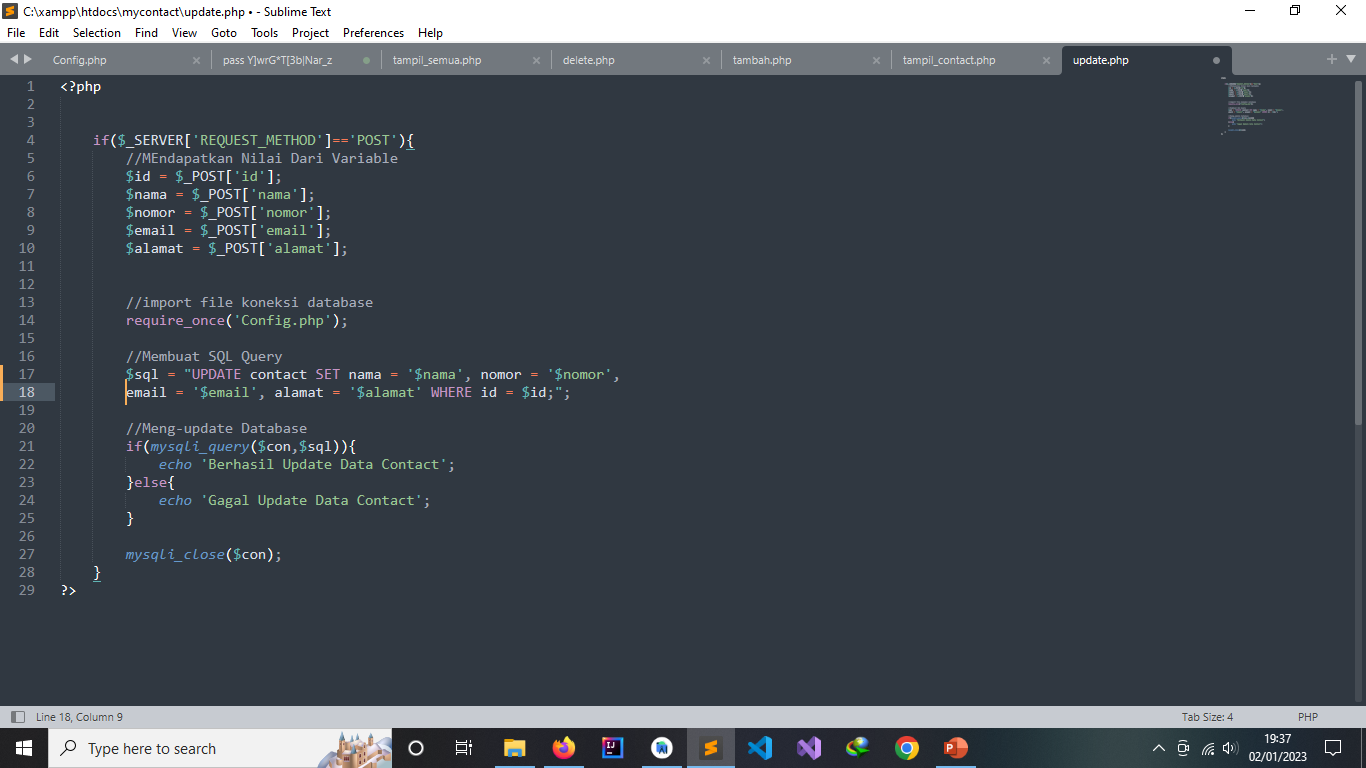 C:\xampp\htdocs\mycontact\update.php • - Sublime Text
File Edit Selection Find View Goto Tools Project Preferences Help
Config.php pass Y]wrG*T[3b|Nar_z tampil_semua.php delete.php tambah.php tampil_contact.php update.php
1 <?php
2
3
4 if($_SERVER['REQUEST_METHOD']=='POST'){
5 //MEndapatkan Nilai Dari Variable
6 $id = $_POST['id'];
7 $nama = $_POST['nama'];
8 $nomor = $_POST['nomor'];
9 $email = $_POST['email'];
10 $alamat = $_POST['alamat'];
11
12
13 //import file koneksi database
14 require_once('Config.php');
15
16 //Membuat SQL Query
17 $sql = "UPDATE contact SET nama = '$nama', nomor = '$nomor',
18 email = '$email', alamat = '$alamat' WHERE id = $id;";
19
20 //Meng-update Database
21 if(mysqli_query($con,$sql)){
22 echo 'Berhasil Update Data Contact';
23 }else{
24 echo 'Gagal Update Data Contact';
25 }
26
27 mysqli_close($con);
28 }
29 ?>
Line 18, Column 9 Tab Size: 4 PHP
Type here to search
19:37
02/01/2023